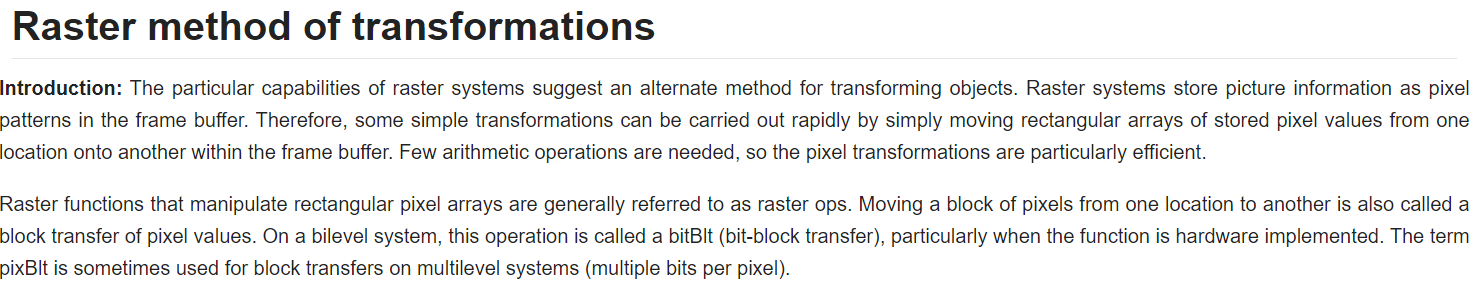 Raster method of transformations
Introduction: The particular capabilities of raster systems suggest an alternate method for transforming objects. Raster systems store picture information as pixel
patterns in the frame buffer. Therefore, some simple transformations can be carried out rapidly by simply moving rectangular arrays of stored pixel values from one
location onto another within the frame buffer. Few arithmetic operations are needed, so the pixel transformations are particularly efficient.
Raster functions that manipulate rectangular pixel arrays are generally referred to as raster ops. Moving a block of pixels from one location to another is also called a
block transfer of pixel values. On a bilevel system, this operation is called a bitBlt (bit-block transfer), particularly when the function is hardware implemented. The term
pixBlt is sometimes used for block transfers on multilevel systems (multiple bits per pixel).